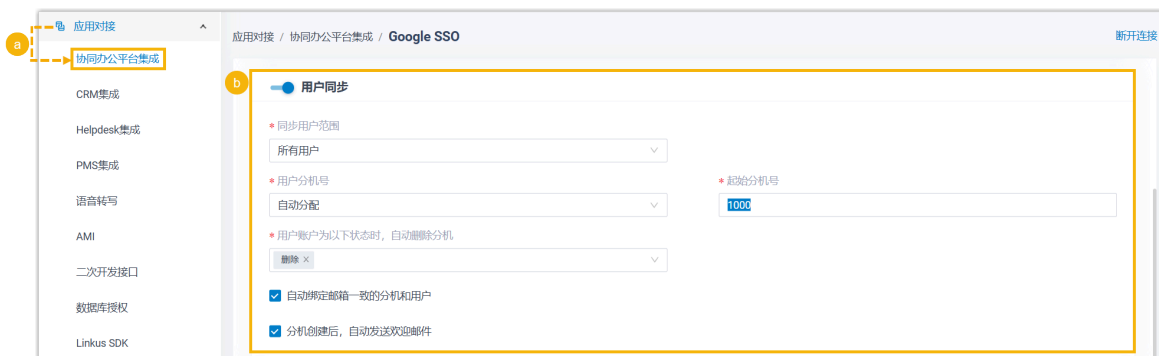 应用对接
a
协同办公平台集成
CRM集成
Helpdesk集成
PMS集成
语音转写
AMI
二次开发接口
数据库授权
Linkus SDK
应用对接 / 协同办公平台集成 / Google SSO
断开连接
b
用户同步
* 同步用户范围
所有用户
* 用户分机号
* 起始分机号
自动分配
1000
* 用户账户为以下状态时，自动删除分机
删除 ×
自动绑定邮箱一致的分机和用户
分机创建后，自动发送欢迎邮件